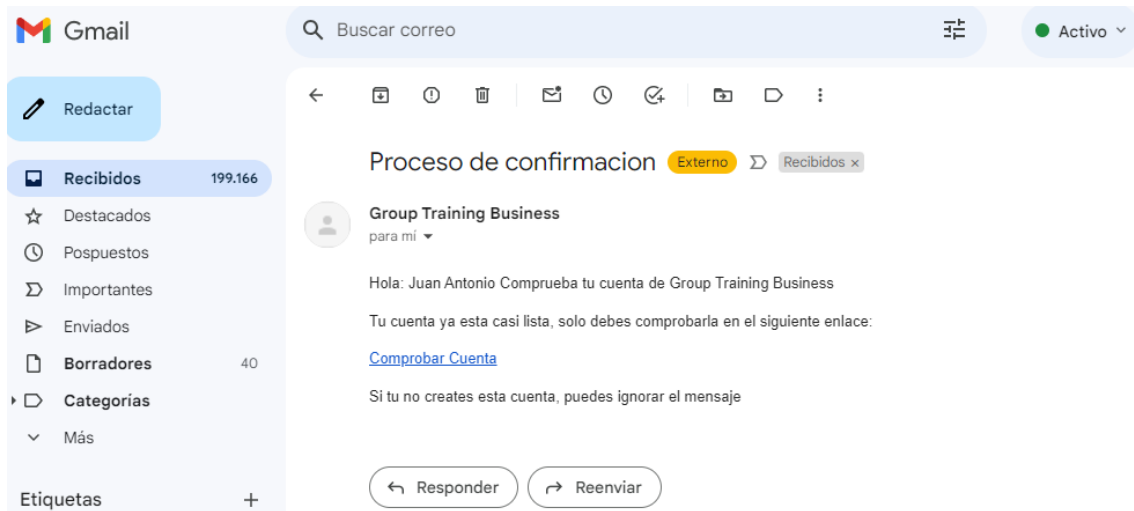 Gmail
Buscar correo
Activo
Redactar
Proceso de confirmacion Externo Recibidos ×
Recibidos 199.166
Group Training Business
para mí
Destacados
Pospuestos
Importantes
Enviados
Borradores 40
Categorías
Más
Etiquetas +
Hola: Juan Antonio Comprueba tu cuenta de Group Training Business
Tu cuenta ya esta casi lista, solo debes comprobarla en el siguiente enlace:
Comprobar Cuenta
Si tu no creates esta cuenta, puedes ignorar el mensaje
Responder
Reenviar